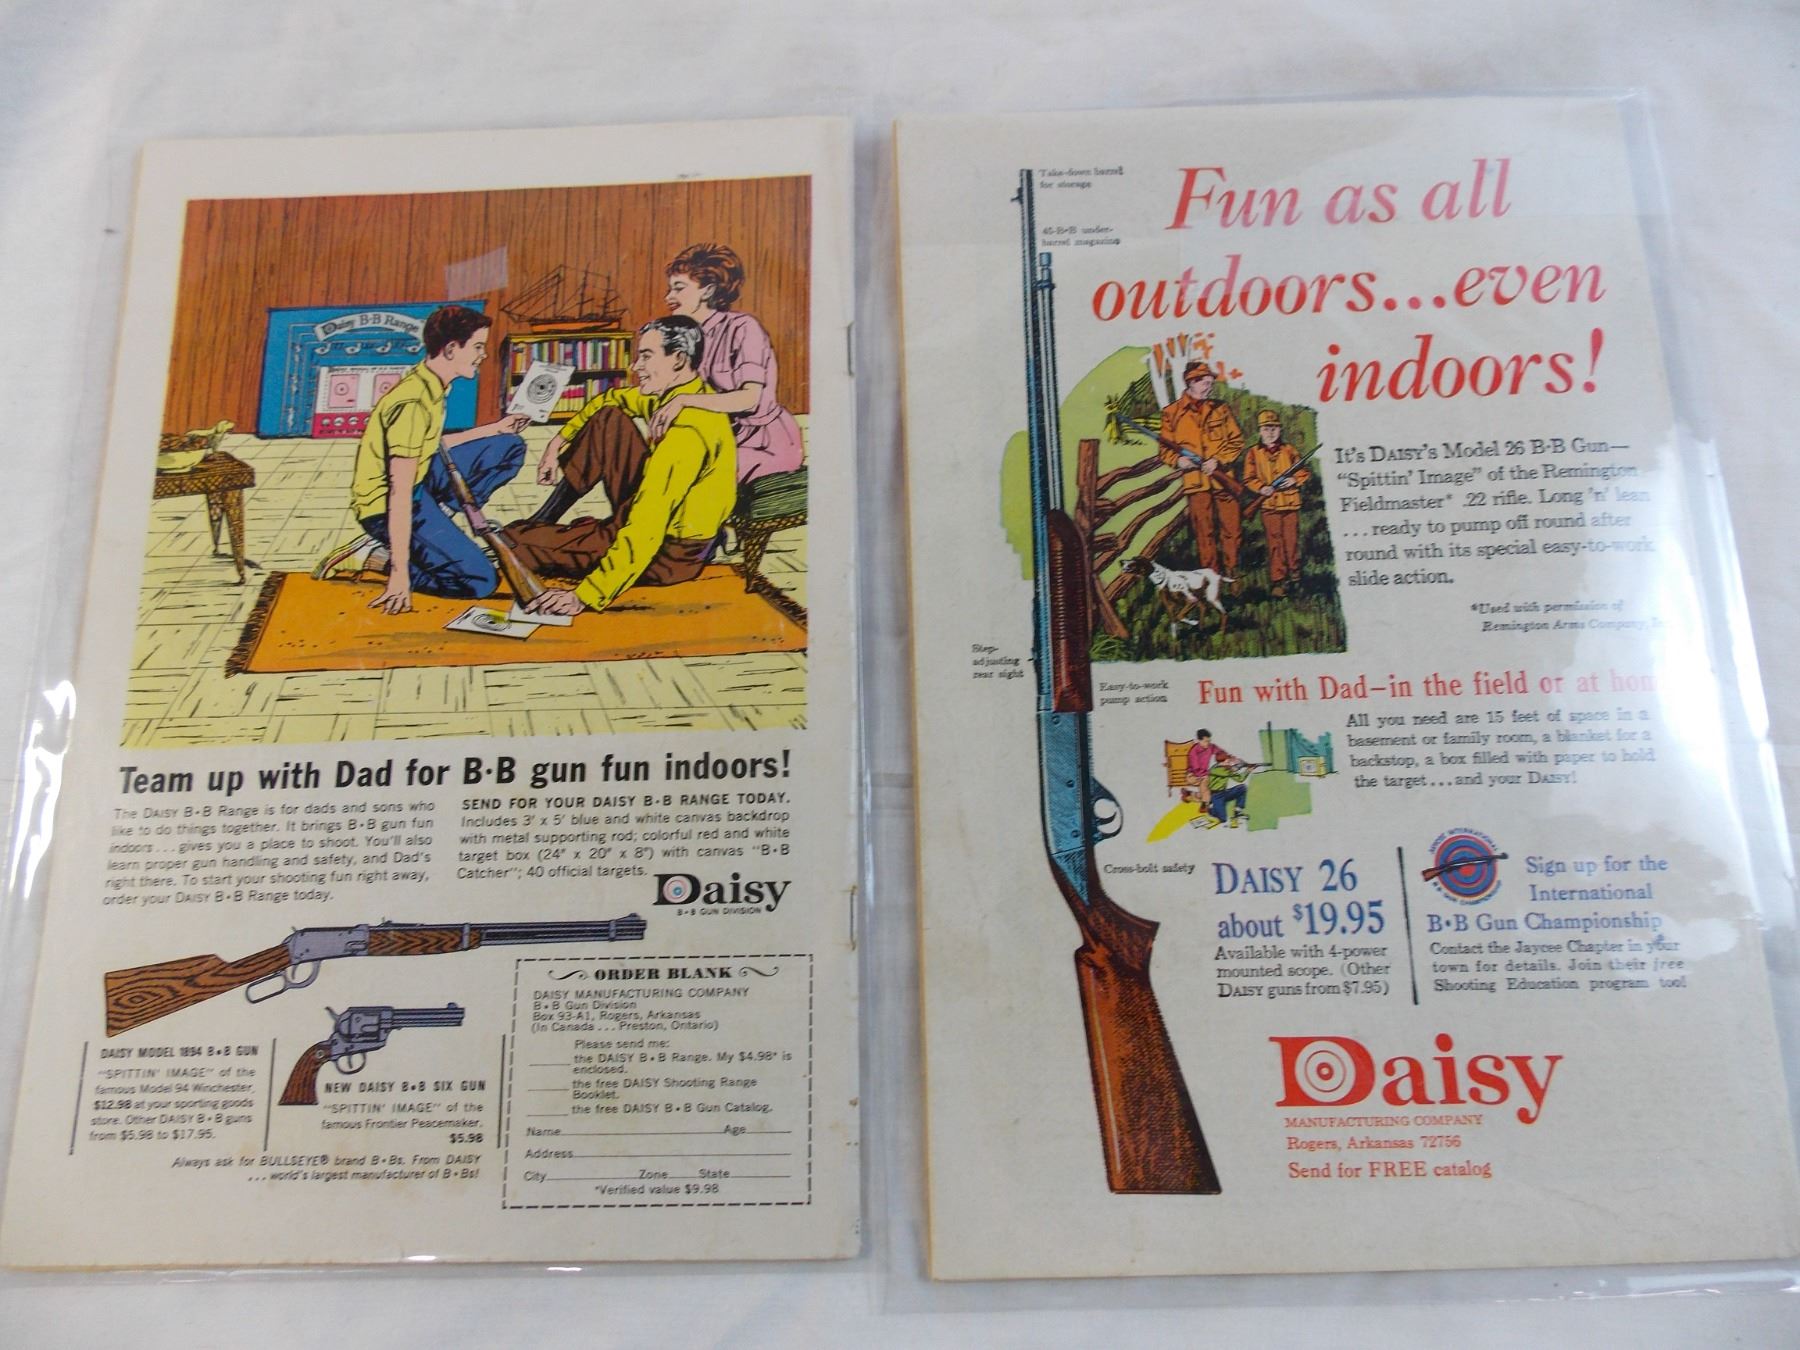 Daisy B·B Range
Team up with Dad for B·B gun fun indoors!
The DAISY B·B Range is for dads and sons who
like to do things together. It brings B·B gun fun
indoors . . . gives you a place to shoot. You'll also
learn proper gun handling and safety, and Dad's
right there. To start your shooting fun right away,
order your DAISY B·B Range today.
SEND FOR YOUR DAISY B·B RANGE TODAY.
Includes 3' x 5' blue and white canvas backdrop
with metal supporting rod; colorful red and white
target box (24" x 20" x 8") with canvas "B·B
Catcher"; 40 official targets.
Daisy
B·B GUN DIVISION
DAISY MODEL 1894 B·B GUN
"SPITTIN' IMAGE" of the
famous Model 94 Winchester.
$12.98 at your sporting goods
store. Other DAISY B·B guns
from $5.98 to $17.95.
NEW DAISY B·B SIX GUN
"SPITTIN' IMAGE" of the
famous Frontier Peacemaker.
$5.98
Always ask for BULLSEYE® brand B·Bs. From DAISY
. . . world's largest manufacturer of B·Bs!
ORDER BLANK
DAISY MANUFACTURING COMPANY
B·B Gun Division
Box 93-A1, Rogers, Arkansas
(In Canada . . . Preston, Ontario)
Please send me:
the DAISY B·B Range. My $4.98* is
enclosed.
the free DAISY Shooting Range
Booklet.
the free DAISY B·B Gun Catalog.
Name Age
Address
City Zone State
*Verified value $9.98
Take-down barrel
for storage
45-B·B under-
barrel magazine
Fun as all
outdoors...even
indoors!
It's DAISY's Model 26 B·B Gun—
"Spittin' Image" of the Remington
Fieldmaster* .22 rifle. Long 'n' lean
...ready to pump off round after
round with its special easy-to-work
slide action.
*Used with permission of
Remington Arms Company,
Step-
adjusting
rear sight
Easy-to-work
pump action
Fun with Dad–in the field or at hom
All you need are 15 feet of space in a
basement or family room, a blanket for a
backstop, a box filled with paper to hold
the target...and your DAISY!
Cross-bolt safety
DAISY 26
about $19.95
Available with 4-power
mounted scope. (Other
DAISY guns from $7.95)
Sign up for the
International
B·B Gun Championship
Contact the Jaycee Chapter in your
town for details. Join their free
Shooting Education program too!
Daisy
MANUFACTURING COMPANY
Rogers, Arkansas 72756
Send for FREE catalog